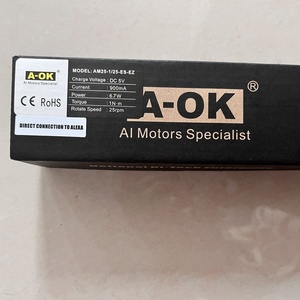 A-OK
AI Motors Specialist
CE RoHS
DIRECT CONNECTION TO ALEXA
MODEL: AM25-1/25-ES-EZ
Charge Voltage : DC 5V
Current : 900mA
Power : 6.7W
Torque : 1N·m
Rotate Speed : 25rpm
A-OK®
AI Motors Specialist